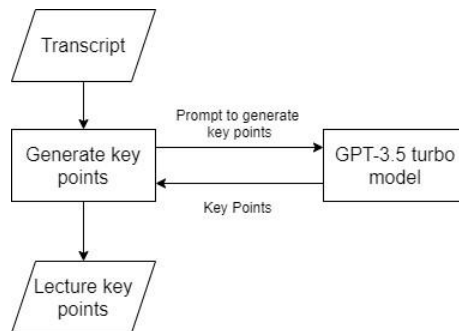 Transcript
Prompt to generate
key points
Generate key
points
GPT-3.5 turbo
model
Key Points
Lecture key
points